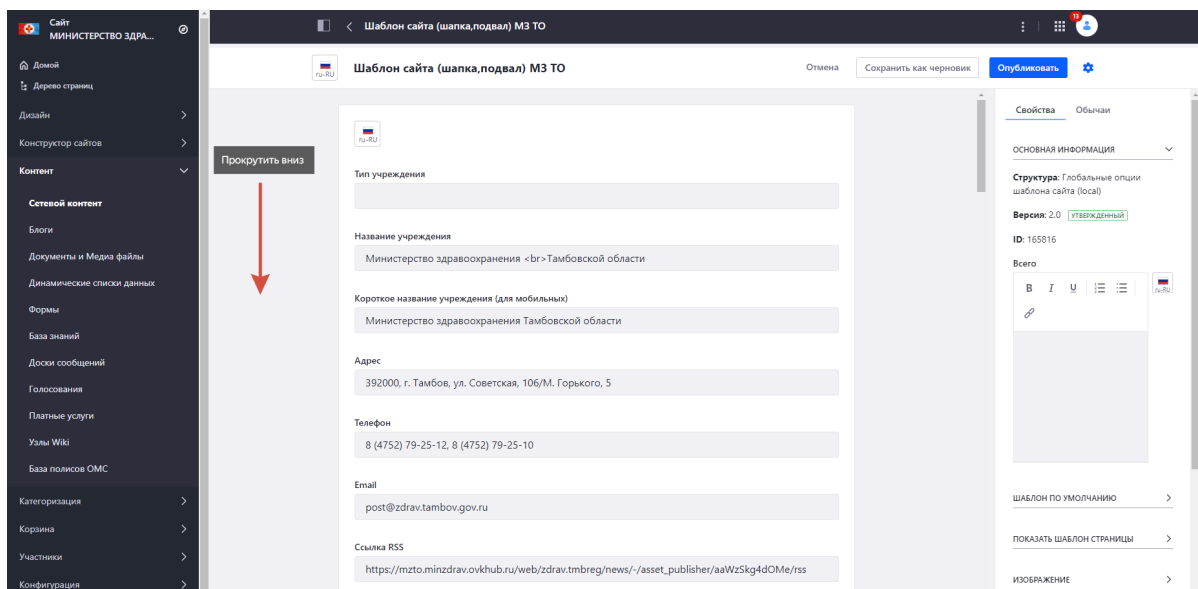 Сайт
МИНИСТЕРСТВО ЗДРА...
Домой
Дерево страниц
Дизайн
Конструктор сайтов
Контент
Сетевой контент
Блоги
Документы и Медиа файлы
Динамические списки данных
Формы
База знаний
Доски сообщений
Голосования
Платные услуги
Узлы Wiki
База полисов ОМС
Категоризация
Корзина
Участники
Конфигурация
Шаблон сайта (шапка,подвал) МЗ ТО
13
ru-RU
Шаблон сайта (шапка,подвал) МЗ ТО
Отмена
Сохранить как черновик
Опубликовать
Прокрутить вниз
ru-RU
Тип учреждения
Название учреждения
Министерство здравоохранения <br>Тамбовской области
Короткое название учреждения (для мобильных)
Министерство здравоохранения Тамбовской области
Адрес
392000, г. Тамбов, ул. Советская, 106/М. Горького, 5
Телефон
8 (4752) 79-25-12, 8 (4752) 79-25-10
Email
post@zdrav.tambov.gov.ru
Ссылка RSS
https://mzto.minzdrav.ovkhub.ru/web/zdrav.tmbreg/news/-/asset_publisher/aaWzSkg4dOMe/rss
Свойства Обычаи
ОСНОВНАЯ ИНФОРМАЦИЯ
Структура: Глобальные опции
шаблона сайта (local)
Версия: 2.0 УТВЕРЖДЕННЫЙ
ID: 165816
Всего
B I U
ru-RU
ШАБЛОН ПО УМОЛЧАНИЮ
ПОКАЗАТЬ ШАБЛОН СТРАНИЦЫ
ИЗОБРАЖЕНИЕ